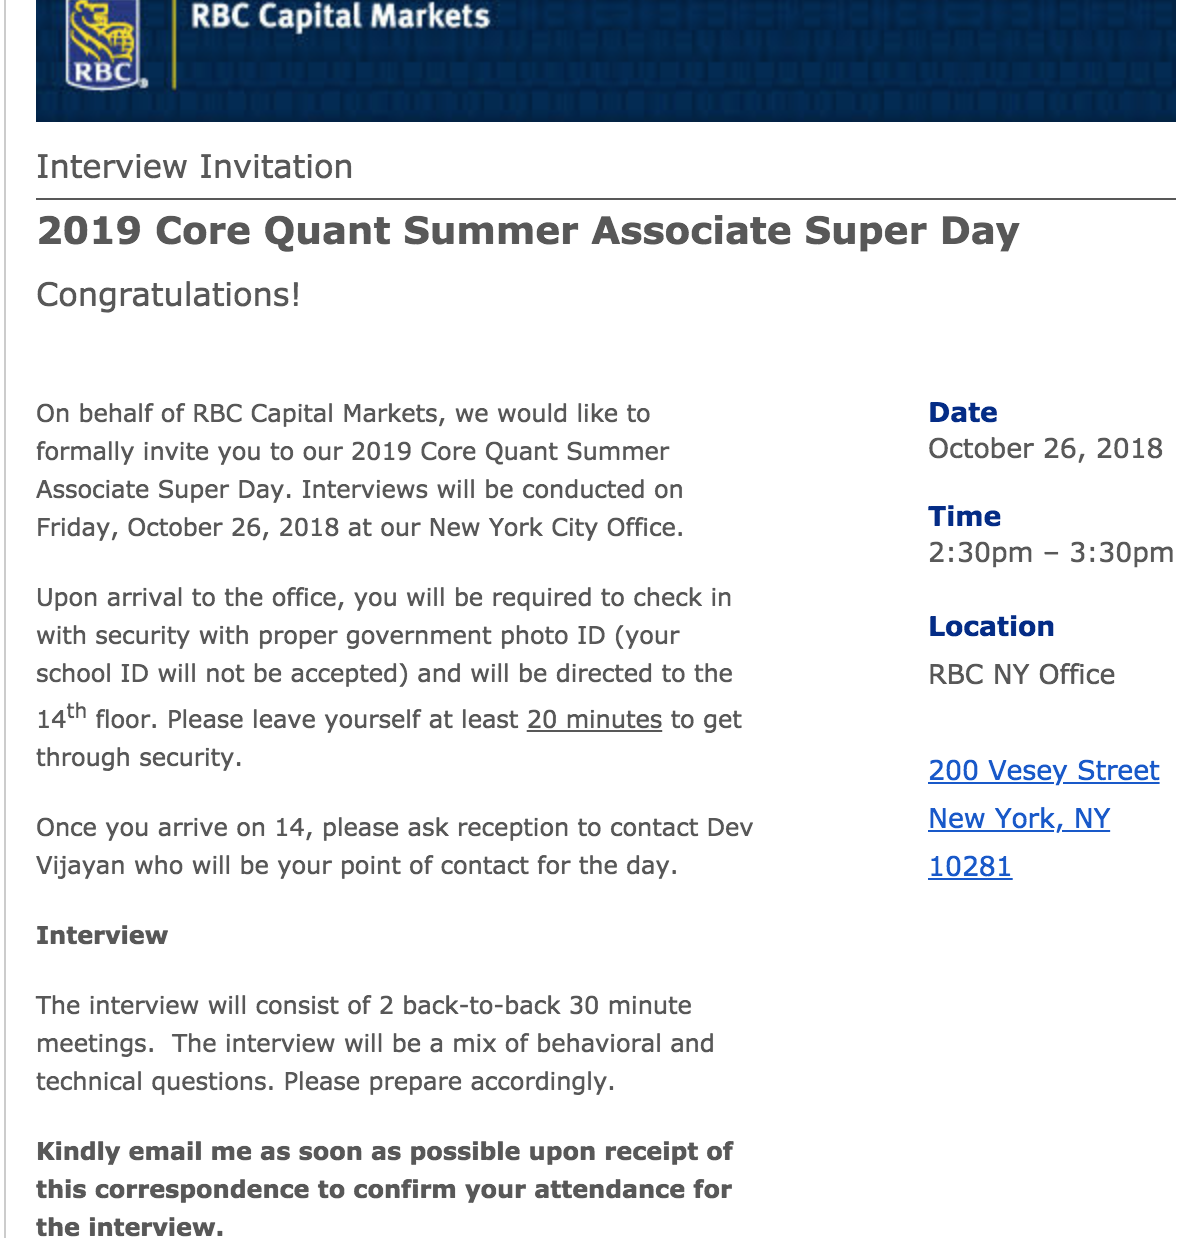 RBC Capital Markets
RBC
Interview Invitation
2019 Core Quant Summer Associate Super Day
Congratulations!
On behalf of RBC Capital Markets, we would like to
formally invite you to our 2019 Core Quant Summer
Associate Super Day. Interviews will be conducted on
Friday, October 26, 2018 at our New York City Office.
Upon arrival to the office, you will be required to check in
with security with proper government photo ID (your
school ID will not be accepted) and will be directed to the
14th floor. Please leave yourself at least 20 minutes to get
through security.
Once you arrive on 14, please ask reception to contact Dev
Vijayan who will be your point of contact for the day.
Interview
The interview will consist of 2 back-to-back 30 minute
meetings.  The interview will be a mix of behavioral and
technical questions. Please prepare accordingly.
Kindly email me as soon as possible upon receipt of
this correspondence to confirm your attendance for
the interview.
Date
October 26, 2018
Time
2:30pm – 3:30pm
Location
RBC NY Office
200 Vesey Street
New York, NY
10281